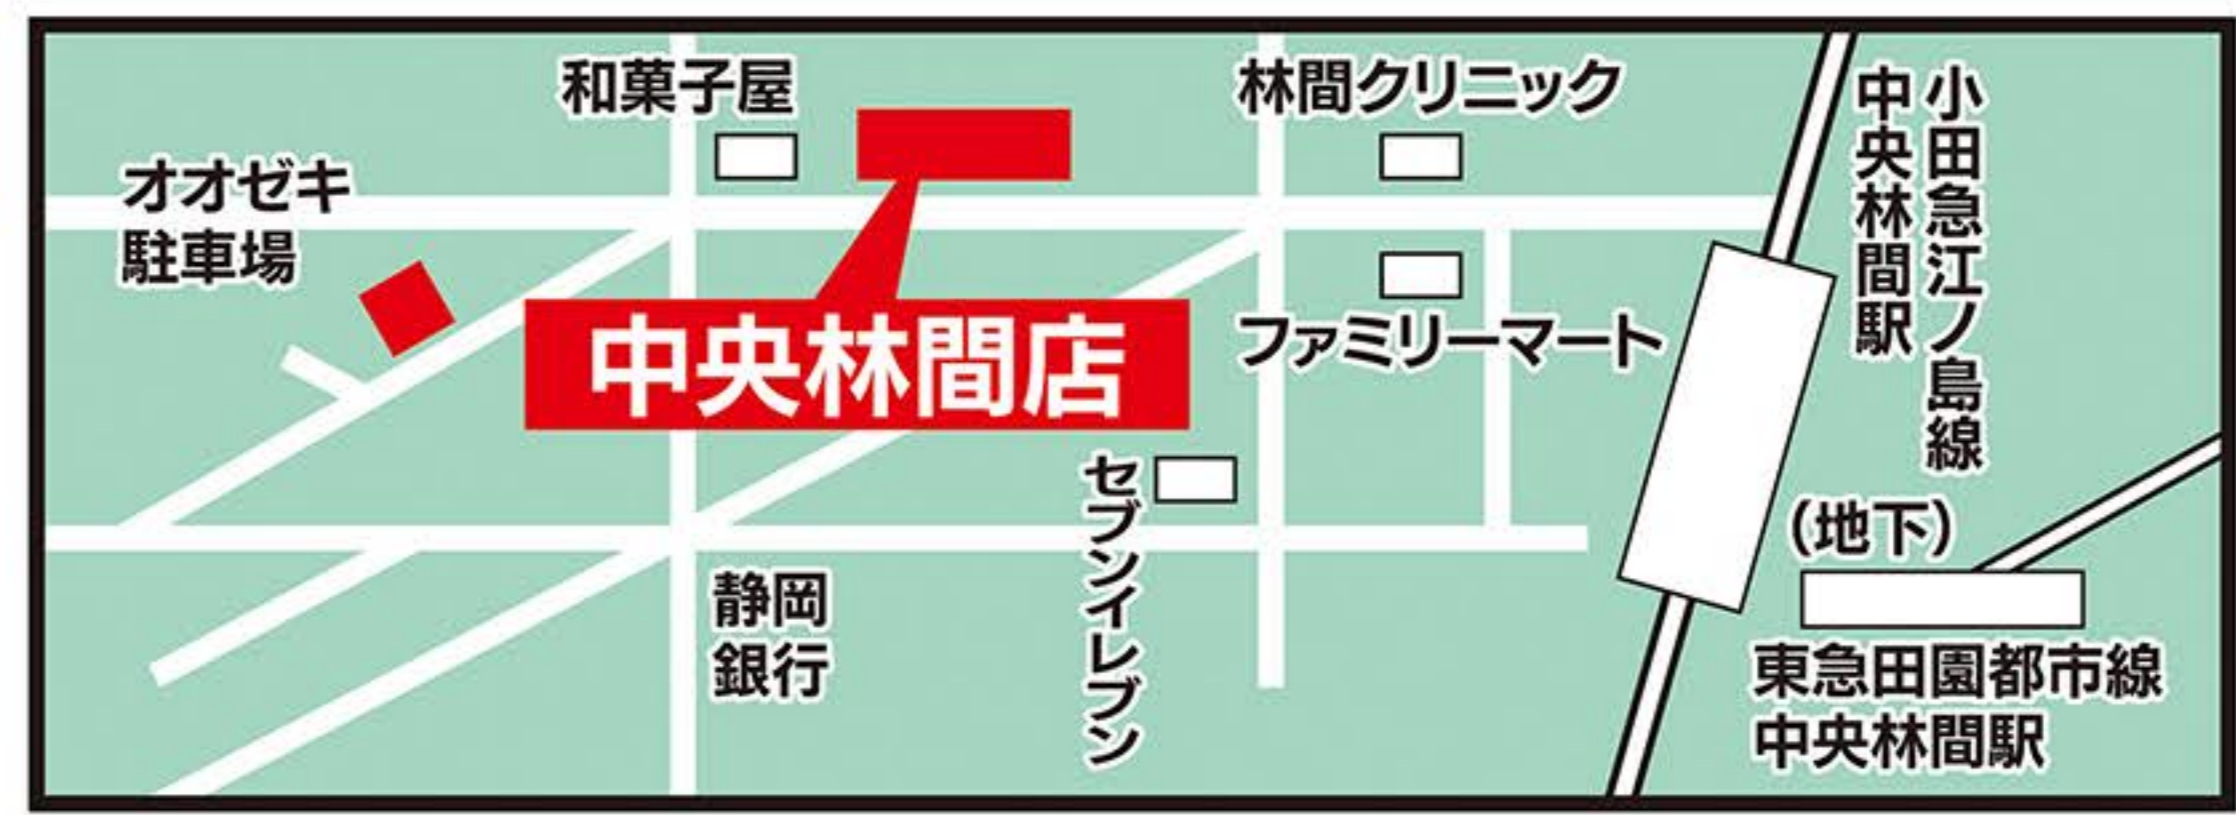 和菓子屋
林間クリニック
小田急江ノ島線
中央林間駅
オオゼキ
駐車場
中央林間店
ファミリーマート
セブンイレブン
(地下)
静岡
銀行
東急田園都市線
中央林間駅